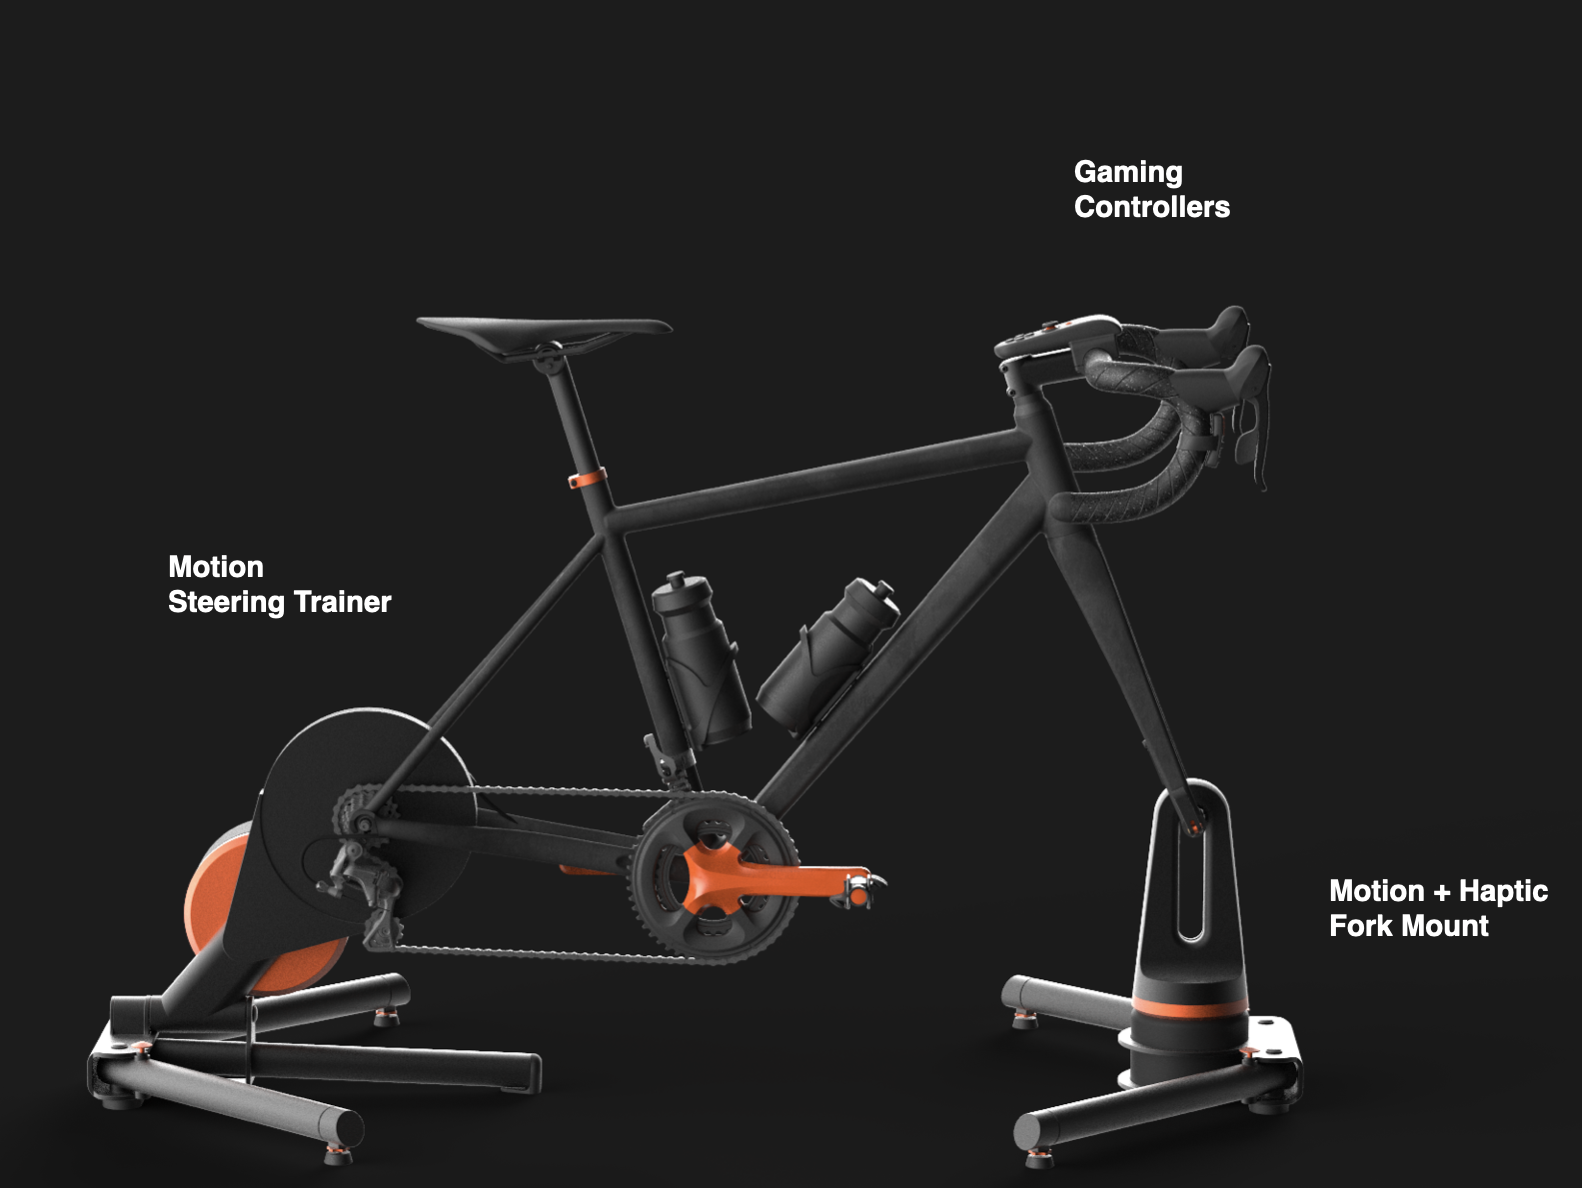 Gaming
Controllers
Motion
Steering Trainer
Motion + Haptic
Fork Mount